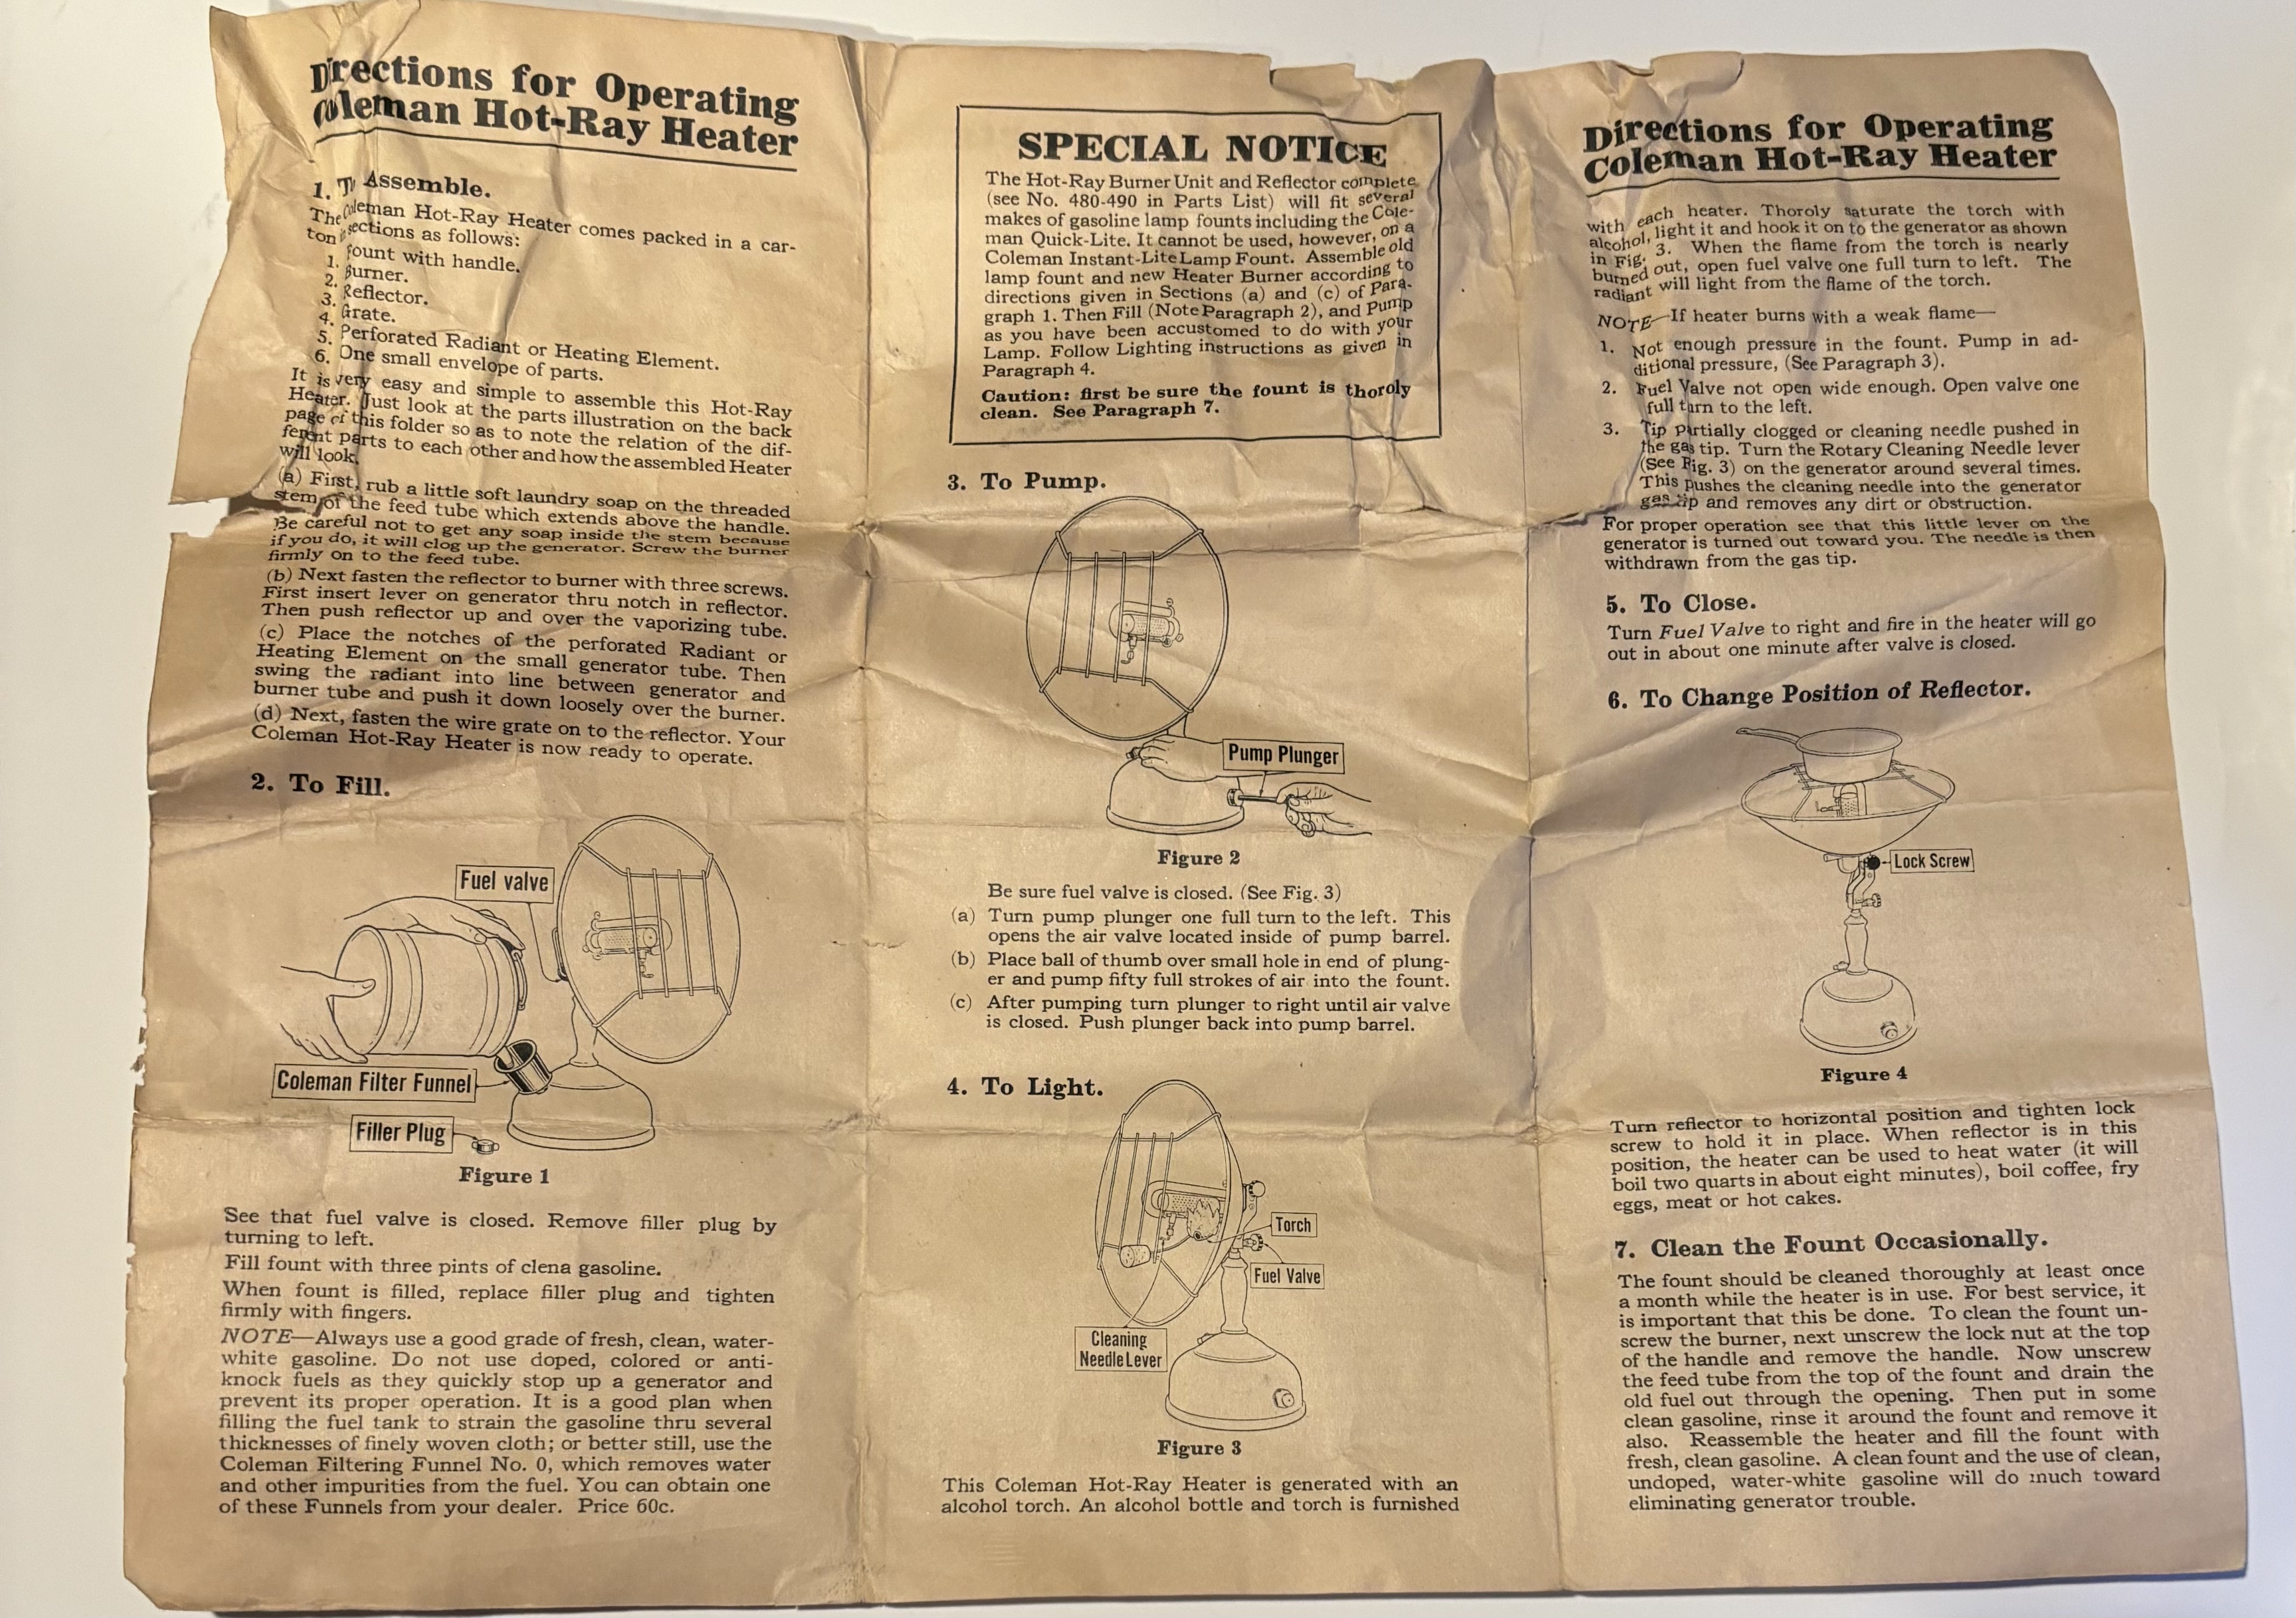 Directions for Operating
Coleman Hot-Ray Heater
1. To Assemble.
The Coleman Hot-Ray Heater comes packed in a car-
ton in sections as follows:
1. Fount with handle.
2. Burner.
3. Reflector.
4. Grate.
5. Perforated Radiant or Heating Element.
6. One small envelope of parts.
It is very easy and simple to assemble this Hot-Ray
Heater. Just look at the parts illustration on the back
page of this folder so as to note the relation of the dif-
ferent parts to each other and how the assembled Heater
will look.
(a) First, rub a little soft laundry soap on the threaded
stem of the feed tube which extends above the handle.
Be careful not to get any soap inside the stem because
if you do, it will clog up the generator. Screw the burner
firmly on to the feed tube.
(b) Next fasten the reflector to burner with three screws.
First insert lever on generator thru notch in reflector.
Then push reflector up and over the vaporizing tube.
(c) Place the notches of the perforated Radiant or
Heating Element on the small generator tube. Then
swing the radiant into line between generator and
burner tube and push it down loosely over the burner.
(d) Next, fasten the wire grate on to the reflector. Your
Coleman Hot-Ray Heater is now ready to operate.
2. To Fill.
Fuel valve
Coleman Filter Funnel
Filler Plug
Figure 1
See that fuel valve is closed. Remove filler plug by
turning to left.
Fill fount with three pints of clena gasoline.
When fount is filled, replace filler plug and tighten
firmly with fingers.
NOTE—Always use a good grade of fresh, clean, water-
white gasoline. Do not use doped, colored or anti-
knock fuels as they quickly stop up a generator and
prevent its proper operation. It is a good plan when
filling the fuel tank to strain the gasoline thru several
thicknesses of finely woven cloth; or better still, use the
Coleman Filtering Funnel No. 0, which removes water
and other impurities from the fuel. You can obtain one
of these Funnels from your dealer. Price 60c.
SPECIAL NOTICE
The Hot-Ray Burner Unit and Reflector complete
(see No. 480-490 in Parts List) will fit several
makes of gasoline lamp founts including the Cole-
man Quick-Lite. It cannot be used, however, on a
Coleman Instant-Lite Lamp Fount. Assemble old
lamp fount and new Heater Burner according to
directions given in Sections (a) and (c) of Para-
graph 1. Then Fill (Note Paragraph 2), and Pump
as you have been accustomed to do with your
Lamp. Follow Lighting instructions as given in
Paragraph 4.
Caution: first be sure the fount is thoroly
clean. See Paragraph 7.
3. To Pump.
Pump Plunger
Figure 2
Be sure fuel valve is closed. (See Fig. 3)
(a) Turn pump plunger one full turn to the left. This
opens the air valve located inside of pump barrel.
(b) Place ball of thumb over small hole in end of plung-
er and pump fifty full strokes of air into the fount.
(c) After pumping turn plunger to right until air valve
is closed. Push plunger back into pump barrel.
4. To Light.
Torch
Fuel Valve
Cleaning
Needle Lever
Figure 3
This Coleman Hot-Ray Heater is generated with an
alcohol torch. An alcohol bottle and torch is furnished
Directions for Operating
Coleman Hot-Ray Heater
with each heater. Thoroly saturate the torch with
alcohol, light it and hook it on to the generator as shown
in Fig. 3. When the flame from the torch is nearly
burned out, open fuel valve one full turn to left. The
radiant will light from the flame of the torch.
NOTE—If heater burns with a weak flame—
1. Not enough pressure in the fount. Pump in ad-
ditional pressure, (See Paragraph 3).
2. Fuel Valve not open wide enough. Open valve one
full turn to the left.
3. Tip partially clogged or cleaning needle pushed in
the gas tip. Turn the Rotary Cleaning Needle lever
(See Fig. 3) on the generator around several times.
This pushes the cleaning needle into the generator
gas tip and removes any dirt or obstruction.
For proper operation see that this little lever on the
generator is turned out toward you. The needle is then
withdrawn from the gas tip.
5. To Close.
Turn Fuel Valve to right and fire in the heater will go
out in about one minute after valve is closed.
6. To Change Position of Reflector.
Lock Screw
Figure 4
Turn reflector to horizontal position and tighten lock
screw to hold it in place. When reflector is in this
position, the heater can be used to heat water (it will
boil two quarts in about eight minutes), boil coffee, fry
eggs, meat or hot cakes.
7. Clean the Fount Occasionally.
The fount should be cleaned thoroughly at least once
a month while the heater is in use. For best service, it
is important that this be done. To clean the fount un-
screw the burner, next unscrew the lock nut at the top
of the handle and remove the handle. Now unscrew
the feed tube from the top of the fount and drain the
old fuel out through the opening. Then put in some
clean gasoline, rinse it around the fount and remove it
also. Reassemble the heater and fill the fount with
fresh, clean gasoline. A clean fount and the use of clean,
undoped, water-white gasoline will do much toward
eliminating generator trouble.